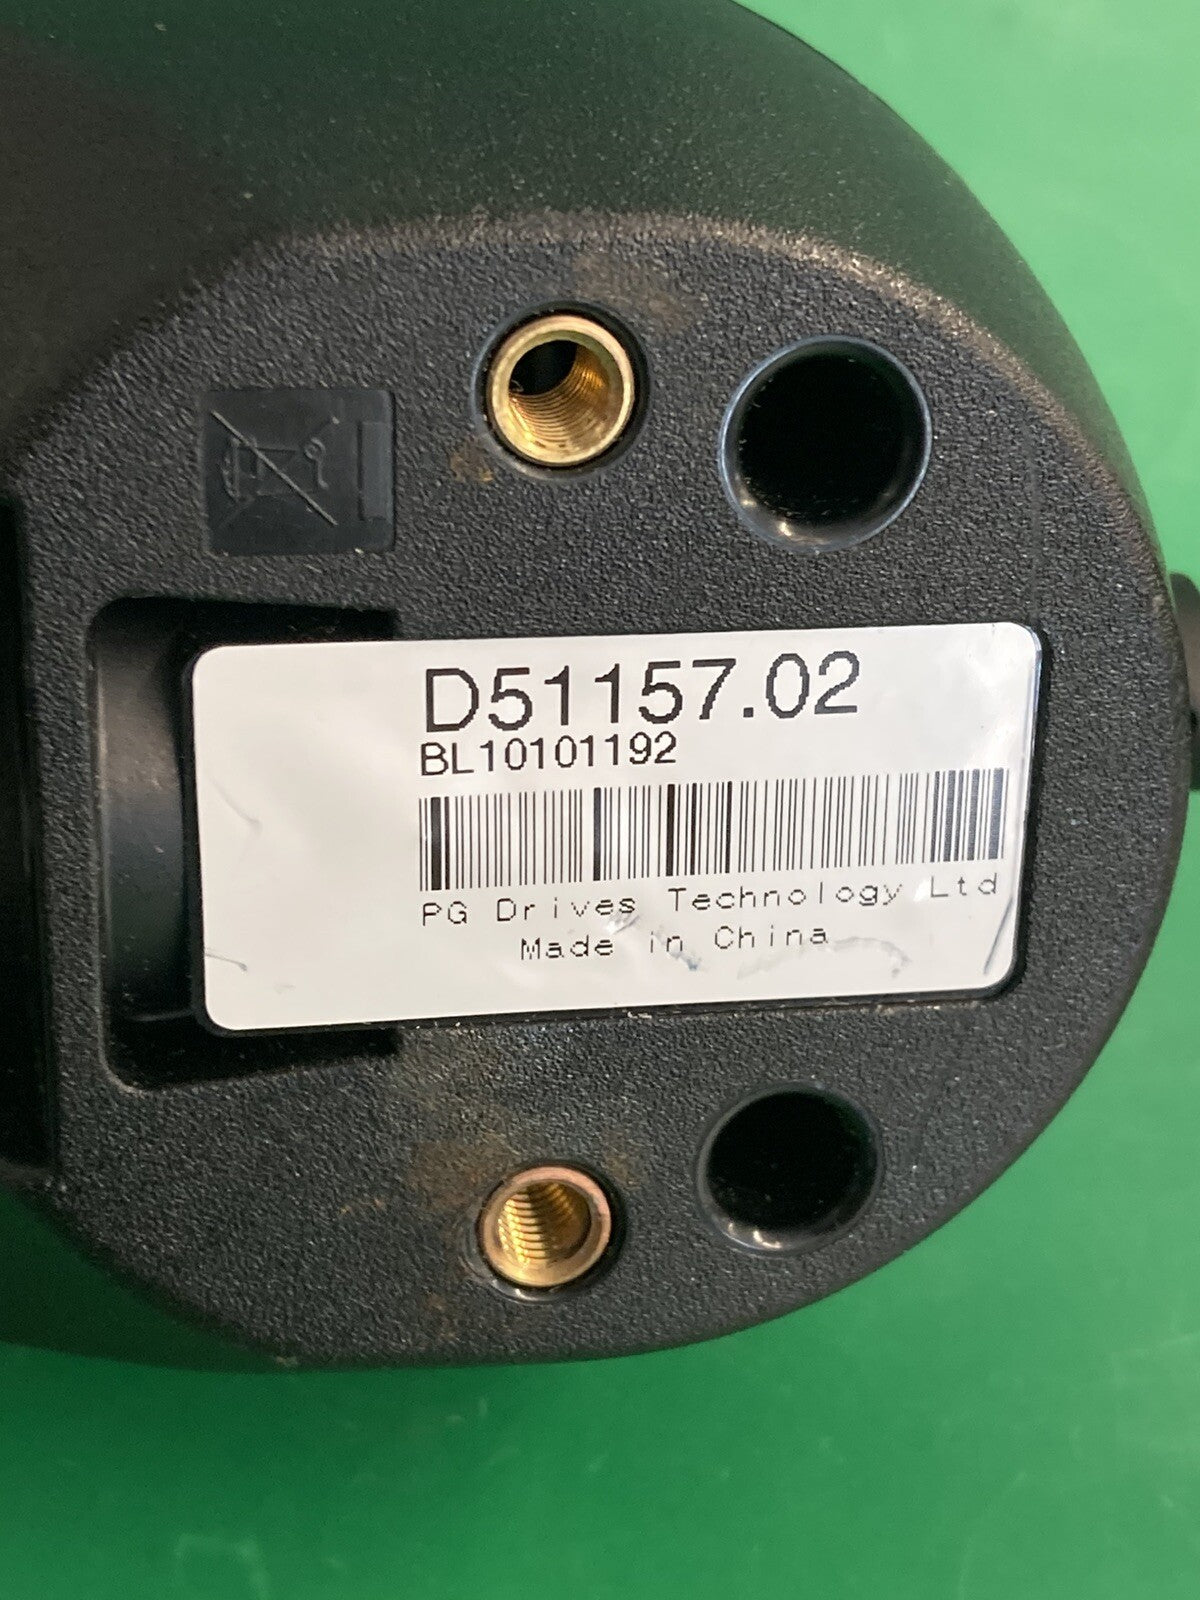 D51157.02
BL10101192
PG Drives Technology Ltd
Made in China